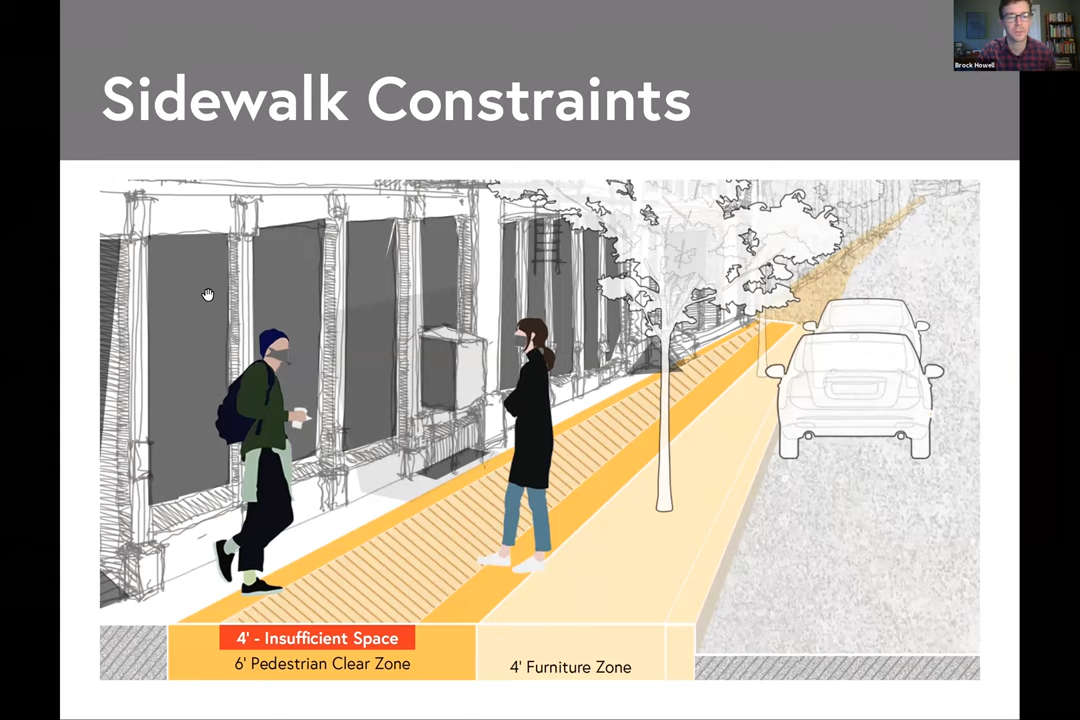 Brock Howell
Sidewalk Constraints
4' - Insufficient Space
6' Pedestrian Clear Zone
4' Furniture Zone